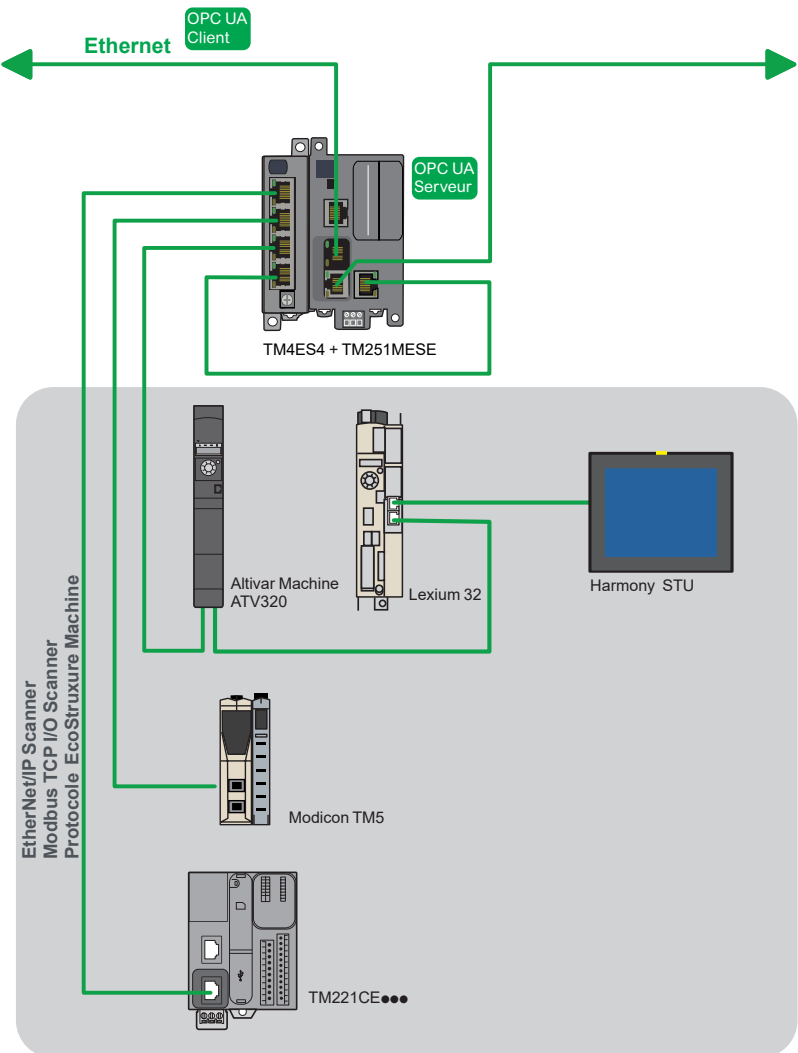 OPC UA
Client
Ethernet
OPC UA
Serveur
TM4ES4 + TM251MESE
Altivar Machine
ATV320
Lexium 32
Harmony STU
EtherNet/IP Scanner
Modbus TCP I/O Scanner
Protocole EcoStruxure Machine
Modicon TM5
TM221CE●●●